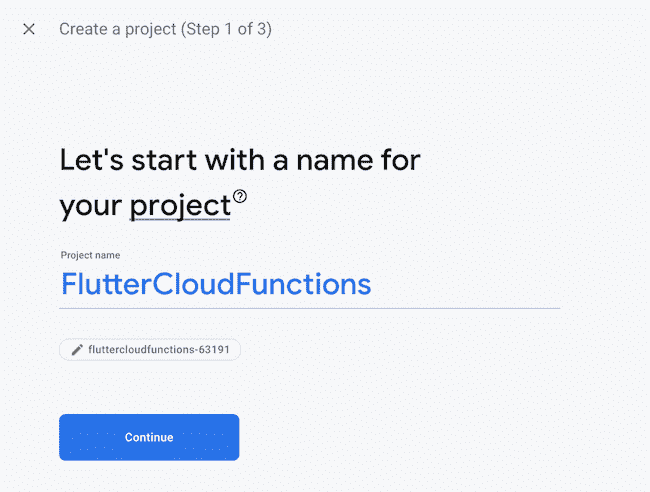 Create a project (Step 1 of 3)
Let's start with a name for
your project
Project name
FlutterCloudFunctions
fluttercloudfunctions-63191
Continue